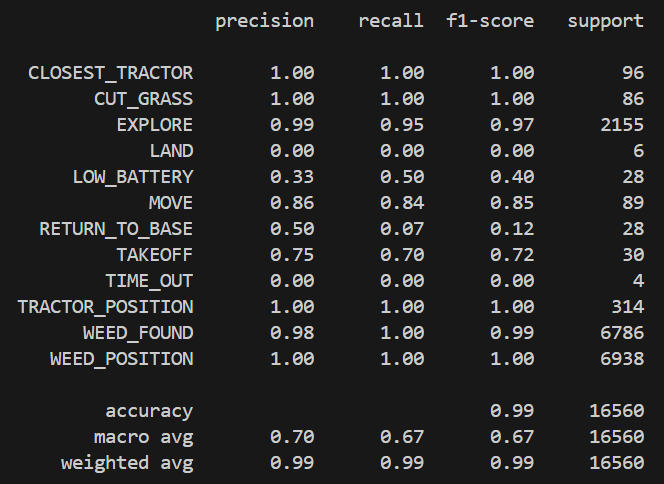 precision recall f1-score support
CLOSEST_TRACTOR 1.00 1.00 1.00 96
CUT_GRASS 1.00 1.00 1.00 86
EXPLORE 0.99 0.95 0.97 2155
LAND 0.00 0.00 0.00 6
LOW_BATTERY 0.33 0.50 0.40 28
MOVE 0.86 0.84 0.85 89
RETURN_TO_BASE 0.50 0.07 0.12 28
TAKEOFF 0.75 0.70 0.72 30
TIME_OUT 0.00 0.00 0.00 4
TRACTOR_POSITION 1.00 1.00 1.00 314
WEED_FOUND 0.98 1.00 0.99 6786
WEED_POSITION 1.00 1.00 1.00 6938
accuracy 0.99 16560
macro avg 0.70 0.67 0.67 16560
weighted avg 0.99 0.99 0.99 16560